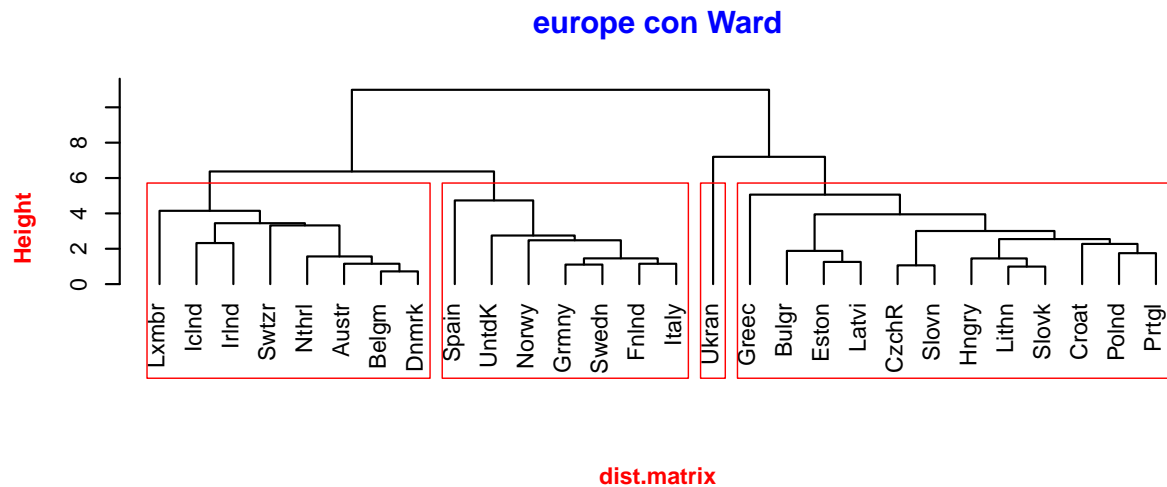 europe con Ward
Height
8
6
4
2
0
Lxmbr
Iclnd
Irlnd
Swtzr
Nthrl
Austr
Belgm
Dnmrk
Spain
UntdK
Norwy
Grmny
Swedn
Fnlnd
Italy
Ukran
Greec
Bulgr
Eston
Latvi
CzchR
Slovn
Hngry
Lithn
Slovk
Croat
Polnd
Prtgl
dist.matrix